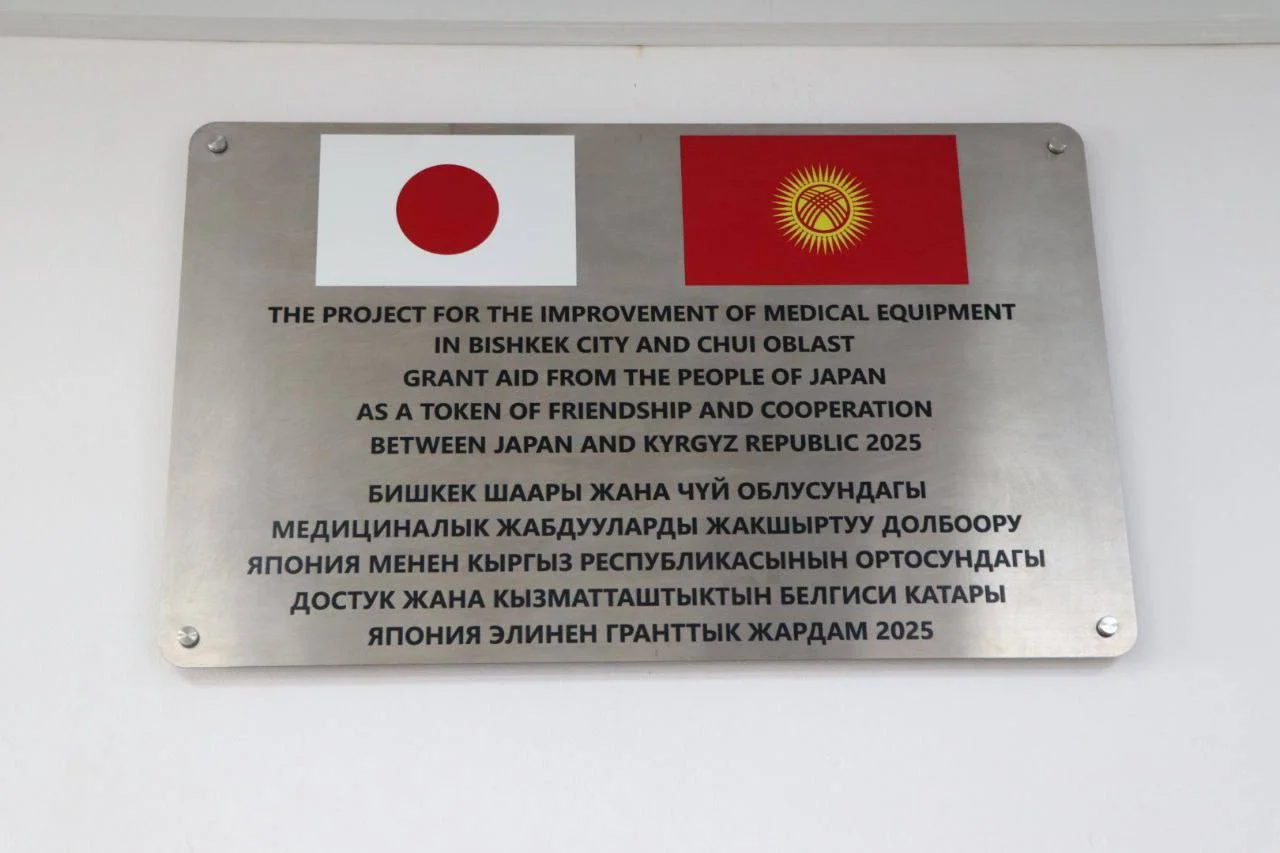 THE PROJECT FOR THE IMPROVEMENT OF MEDICAL EQUIPMENT
IN BISHKEK CITY AND CHUI OBLAST
GRANT AID FROM THE PEOPLE OF JAPAN
AS A TOKEN OF FRIENDSHIP AND COOPERATION
BETWEEN JAPAN AND KYRGYZ REPUBLIC 2025
БИШКЕК ШААРЫ ЖАНА ЧҮЙ ОБЛУСУНДАГЫ
МЕДИЦИНАЛЫК ЖАБДУУЛАРДЫ ЖАКШЫРТУУ ДОЛБООРУ
ЯПОНИЯ МЕНЕН КЫРГЫЗ РЕСПУБЛИКАСЫНЫН ОРТОСУНДАГЫ
ДОСТУК ЖАНА КЫЗМАТТАШТЫКТЫН БЕЛГИСИ КАТАРЫ
ЯПОНИЯ ЭЛИНЕН ГРАНТТЫК ЖАРДАМ 2025